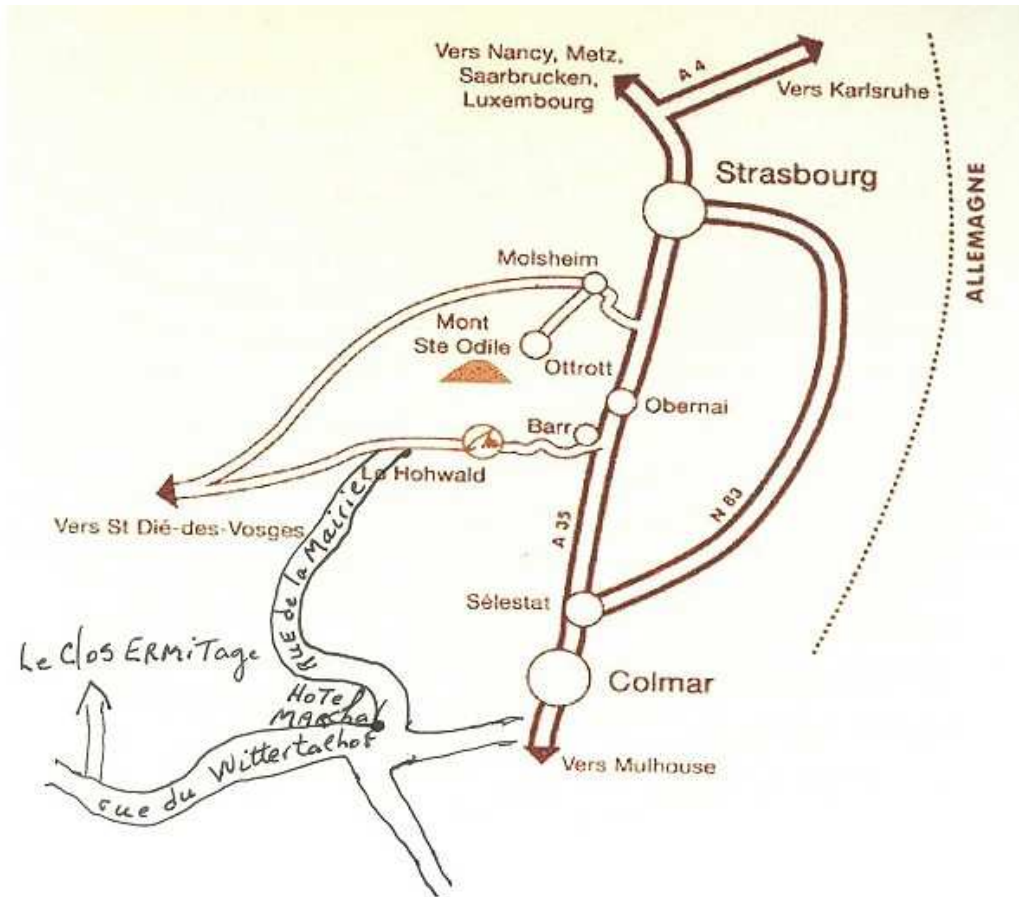 Vers Nancy, Metz,
Saarbrucken,
Luxembourg
A 4
Vers Karlsruhe
Strasbourg
ALLEMAGNE
Molsheim
Mont
Ste Odile
Ottrott
Obernai
Barr
Le Hohwald
Vers St Dié-des-Vosges
A 35
N 83
Sélestat
Colmar
Vers Mulhouse
RUE de la Mairie
Le Clos ERMiTage
HOTEL
MARCHAL
rue du Wittertalhof